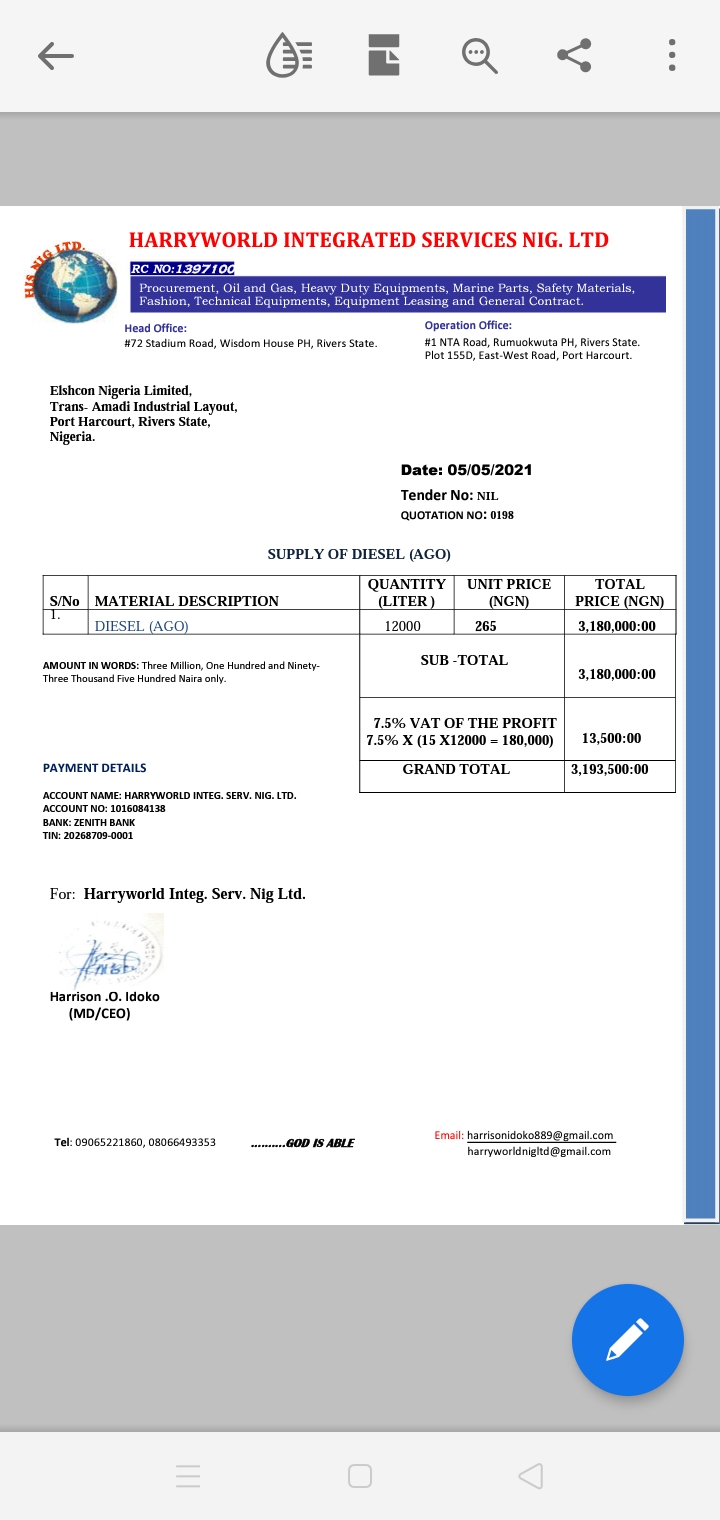 HIS NIG LTD.
HARRYWORLD INTEGRATED SERVICES NIG. LTD
RC NO:1397100
Procurement, Oil and Gas, Heavy Duty Equipments, Marine Parts, Safety Materials,
Fashion, Technical Equipments, Equipment Leasing and General Contract.
Head Office:
#72 Stadium Road, Wisdom House PH, Rivers State.
Operation Office:
#1 NTA Road, Rumuokwuta PH, Rivers State.
Plot 155D, East-West Road, Port Harcourt.
Elshcon Nigeria Limited,
Trans- Amadi Industrial Layout,
Port Harcourt, Rivers State,
Nigeria.
Date: 05/05/2021
Tender No: NIL
QUOTATION NO: 0198
SUPPLY OF DIESEL (AGO)
S/No MATERIAL DESCRIPTION QUANTITY (LITER ) UNIT PRICE (NGN) TOTAL PRICE (NGN)
1. DIESEL (AGO) 12000 265 3,180,000:00
SUB -TOTAL 3,180,000:00
AMOUNT IN WORDS: Three Million, One Hundred and Ninety-
Three Thousand Five Hundred Naira only.
7.5% VAT OF THE PROFIT
7.5% X (15 X12000 = 180,000) 13,500:00
GRAND TOTAL 3,193,500:00
PAYMENT DETAILS
ACCOUNT NAME: HARRYWORLD INTEG. SERV. NIG. LTD.
ACCOUNT NO: 1016084138
BANK: ZENITH BANK
TIN: 20268709-0001
For: Harryworld Integ. Serv. Nig Ltd.
Harrison .O. Idoko
(MD/CEO)
Tel: 09065221860, 08066493353
..........GOD IS ABLE
Email: harrisonidoko889@gmail.com
harryworldnigltd@gmail.com